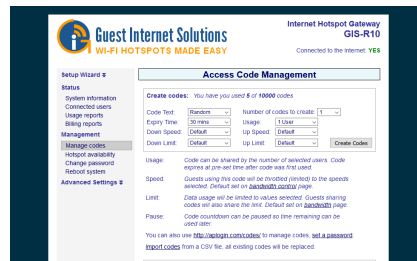 Guest Internet Solutions
WI-FI HOTSPOTS MADE EASY
Internet Hotspot Gateway
GIS-R10
Connected to the Internet: YES
Setup Wizard
Status
System information
Connected users
Usage reports
Billing reports
Management
Manage codes
Hotspot availability
Change password
Reboot system
Advanced Settings
Access Code Management
Create codes: You have you used 5 of 10000 codes
Code Text: Random Number of codes to create: 1
Expiry Time: 30 mins Usage: 1 User
Down Speed: Default Up Speed: Default
Down Limit: Default Up Limit: Default Create Codes
Usage: Code can be shared by the number of selected users. Code
expires at pre-set time after code was first used.
Speed: Guests using this code will be throttled (limited) to the speeds
selected. Default set on bandwidth control page.
Limit: Data usage will be limited to values selected. Guests sharing
codes will also share the limit. Default set on bandwidth page.
Pause: Code countdown can be paused so time remaining can be
used later.
You can also use http://aplogin.com/codes/ to manage codes, set a password.
Import codes from a CSV file, all existing codes will be replaced.